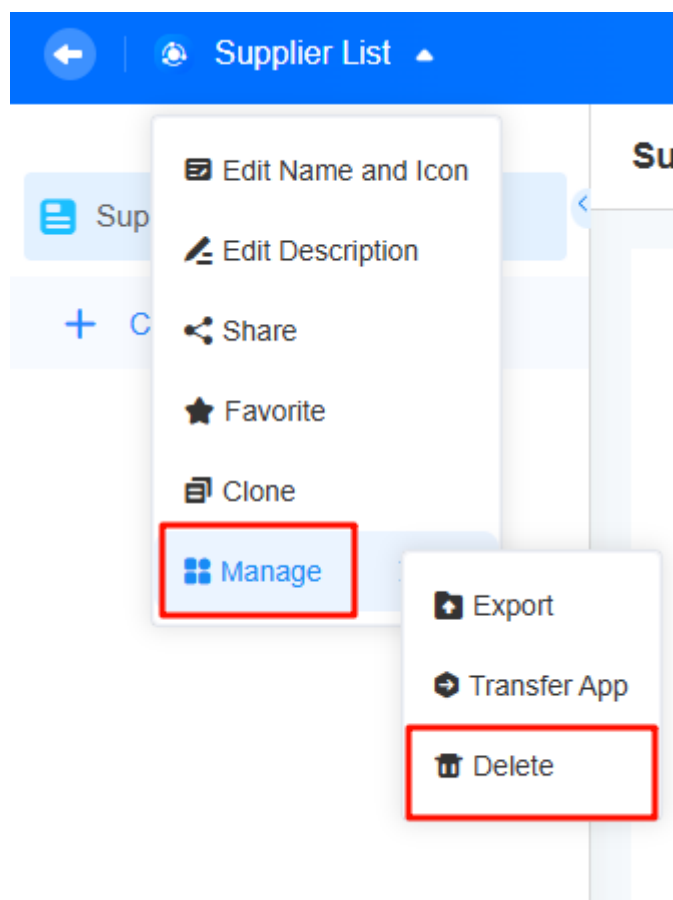 Supplier List
Su
Edit Name and Icon
Sup
Edit Description
C
Share
Favorite
Clone
Manage
Export
Transfer App
Delete